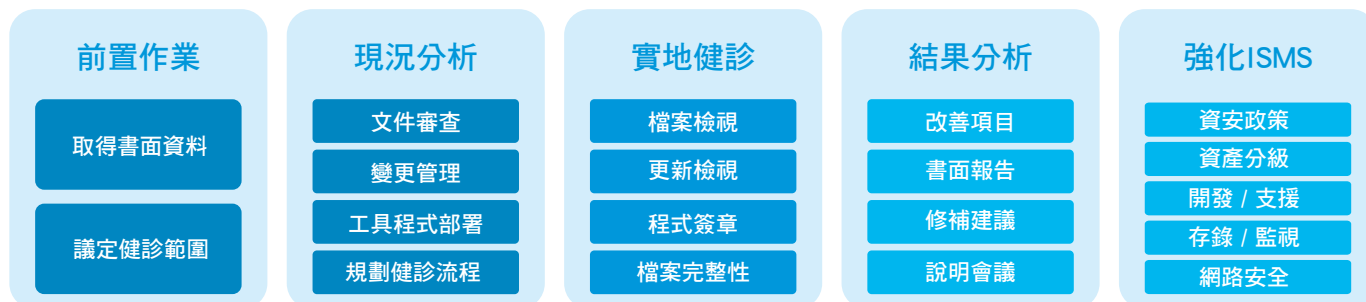 前置作業
取得書面資料
議定健診範圍
現況分析
文件審查
變更管理
工具程式部署
規劃健診流程
實地健診
檔案檢視
更新檢視
程式簽章
檔案完整性
結果分析
改善項目
書面報告
修補建議
說明會議
強化ISMS
資安政策
資產分級
開發 / 支援
存錄 / 監視
網路安全